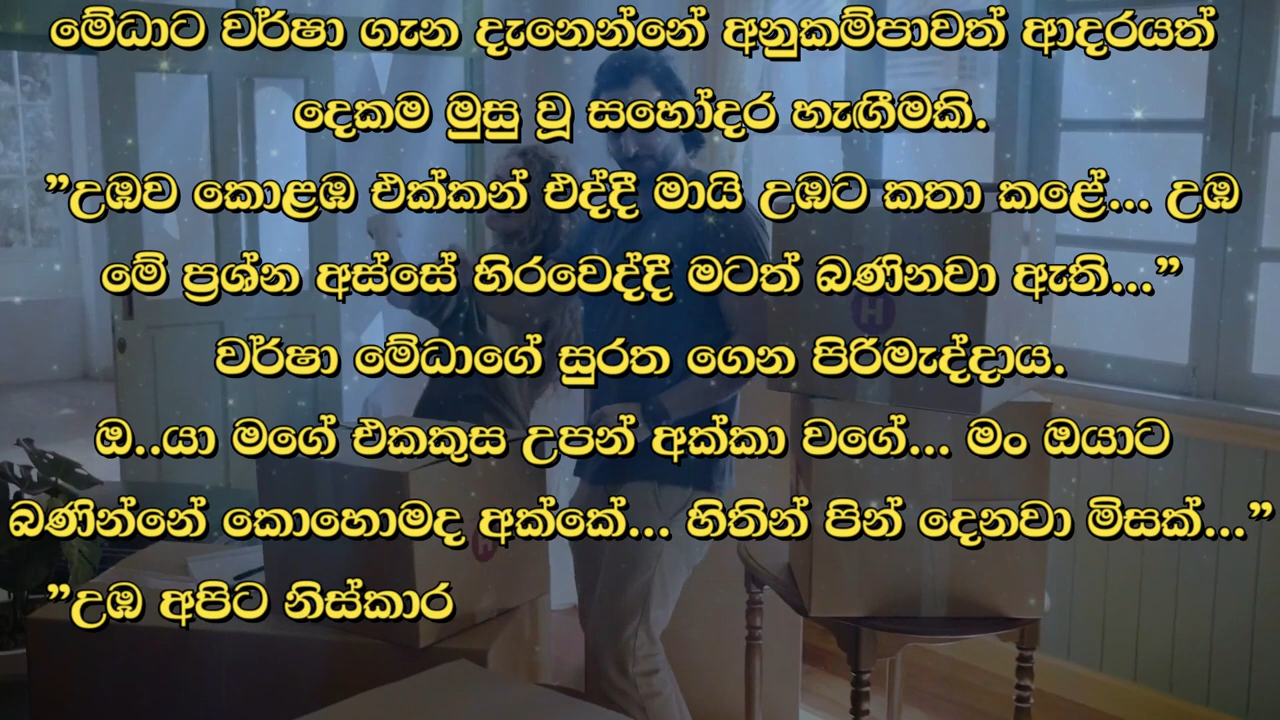 මේධාට වර්ෂා ගැන දැනෙන්නේ අනුකම්පාවත් ආදරයත්
දෙකම මුසු වූ සහෝදර හැඟීමකි.
”උඹව කොළඹ එක්කන් එද්දී මායි උඹට කතා කළේ... උඹ
මේ ප්‍රශ්න අස්සේ හිරවෙද්දී මටත් බණිනවා ඇති...”
වර්ෂා මේධාගේ සුරත ගෙන පිරිමැද්දාය.
ඔ..යා මගේ එකකුස උපන් අක්කා වගේ... මං ඔයාට
බණින්නේ කොහොමද අක්කේ... හිතින් පින් දෙනවා මිසක්...”
”උඹ අපිට නිස්කාර
H
H